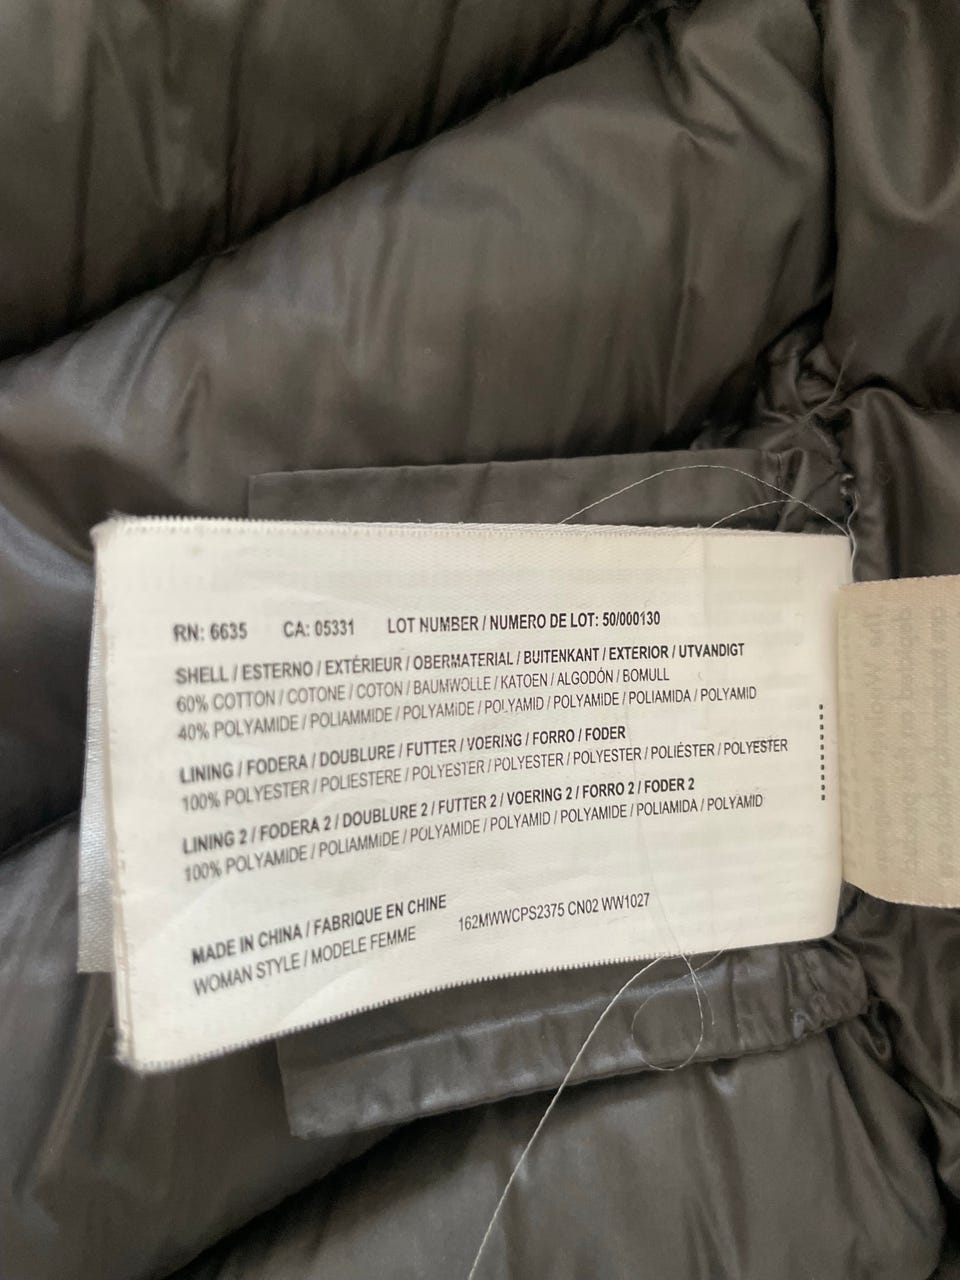 RN: 6635 CA: 05331 LOT NUMBER / NUMERO DE LOT: 50/000130
SHELL / ESTERNO / EXTÉRIEUR / OBERMATERIAL / BUITENKANT / EXTERIOR / UTVANDIGT
60% COTTON / COTONE / COTON / BAUMWOLLE / KATOEN / ALGODÓN / BOMULL
40% POLYAMIDE / POLIAMMIDE / POLYAMIDE / POLYAMID / POLYAMIDE / POLIAMIDA / POLYAMID
LINING / FODERA / DOUBLURE / FUTTER / VOERING / FORRO / FODER
100% POLYESTER / POLIESTERE / POLYESTER / POLYESTER / POLYESTER / POLIÉSTER / POLYESTER
LINING 2 / FODERA 2 / DOUBLURE 2 / FUTTER 2 / VOERING 2 / FORRO 2 / FODER 2
100% POLYAMIDE / POLIAMMIDE / POLYAMIDE / POLYAMID / POLYAMIDE / POLIAMIDA / POLYAMID
MADE IN CHINA / FABRIQUE EN CHINE
WOMAN STYLE / MODELE FEMME 162MWWCPS2375 CN02 WW1027